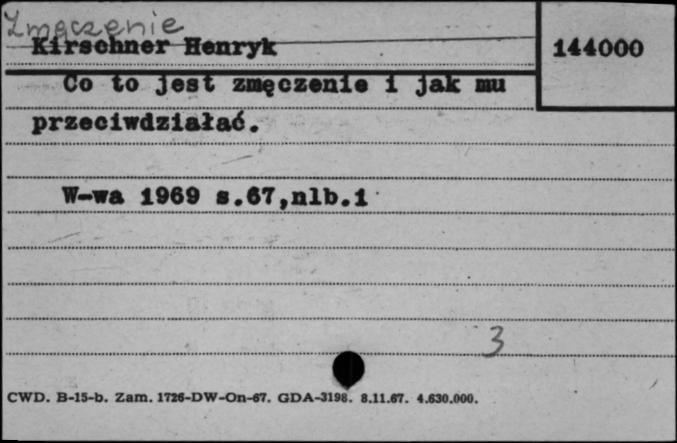 Zmęczenie
Kirschner Henryk
144000
Co to jest zmęczenie i jak mu
przeciwdziałać.
W-wa 1969 s.67,nlb.1
3
CWD. B-15-b. Zam. 1726-DW-On-67. GDA-3198. 8.11.67. 4.630.000.